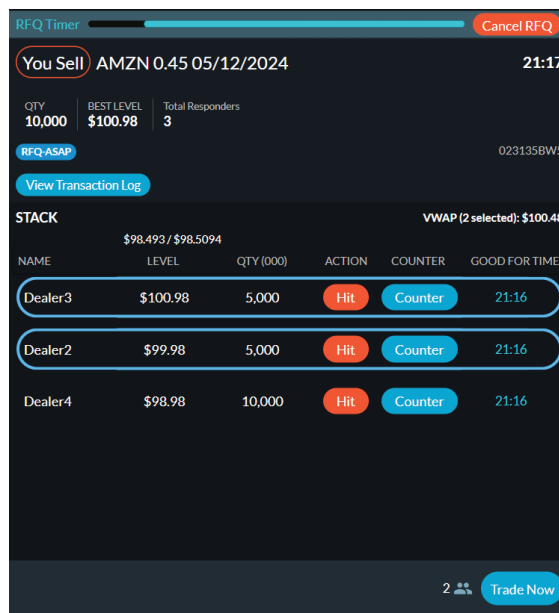 RFQ Timer Cancel RFQ
You Sell AMZN 0.45 05/12/2024 21:17
QTY BEST LEVEL Total Responders
10,000 $100.98 3
RFQ-ASAP 023135BW5
View Transaction Log
STACK VWAP (2 selected): $100.48
$98.493 / $98.5094
NAME LEVEL QTY (000) ACTION COUNTER GOOD FOR TIME
Dealer3 $100.98 5,000 Hit Counter 21:16
Dealer2 $99.98 5,000 Hit Counter 21:16
Dealer4 $98.98 10,000 Hit Counter 21:16
2 Trade Now